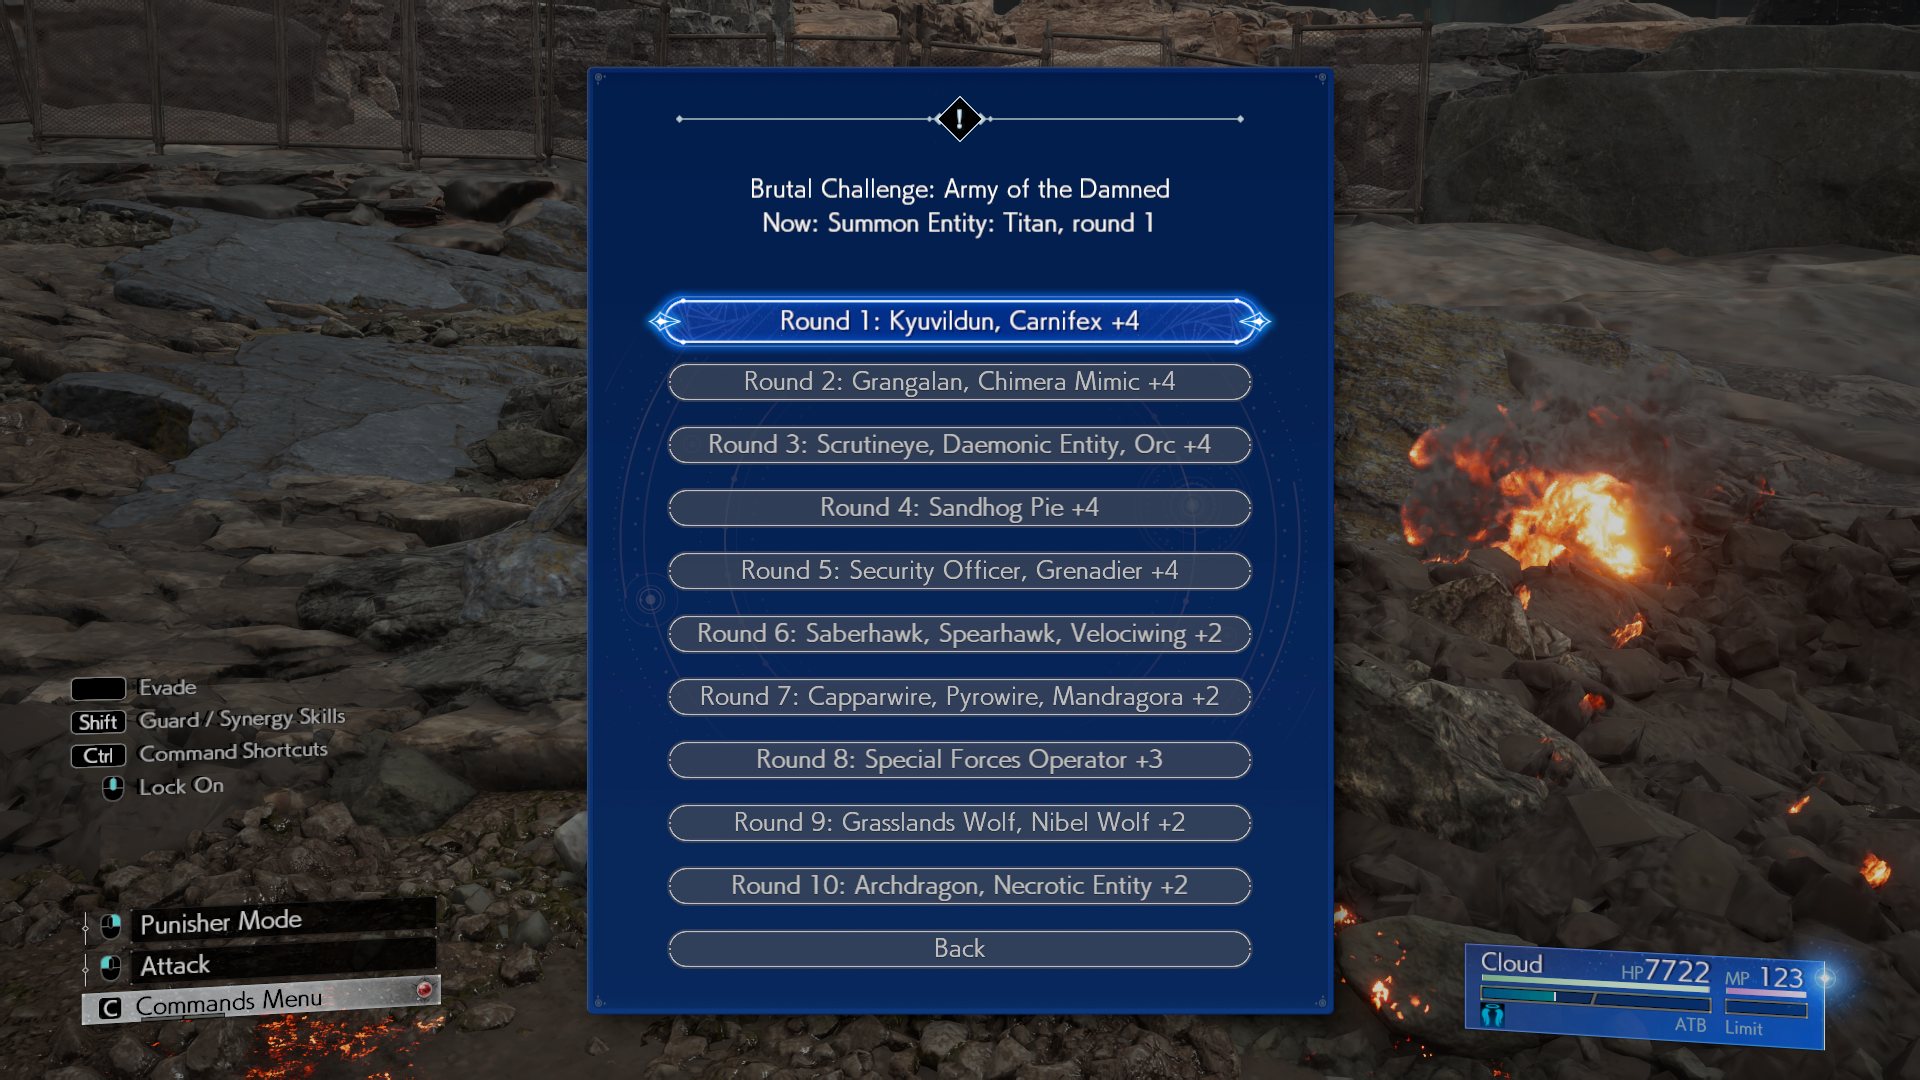 !
Brutal Challenge: Army of the Damned
Now: Summon Entity: Titan, round 1
Round 1: Kyuvildun, Carnifex +4
Round 2: Grangalan, Chimera Mimic +4
Round 3: Scrutineye, Daemonic Entity, Orc +4
Round 4: Sandhog Pie +4
Round 5: Security Officer, Grenadier +4
Round 6: Saberhawk, Spearhawk, Velociwing +2
Round 7: Capparwire, Pyrowire, Mandragora +2
Round 8: Special Forces Operator +3
Round 9: Grasslands Wolf, Nibel Wolf +2
Round 10: Archdragon, Necrotic Entity +2
Back
Evade
Shift Guard / Synergy Skills
Ctrl Command Shortcuts
Lock On
Punisher Mode
Attack
C Commands Menu
Cloud HP 7722 MP 123
ATB Limit